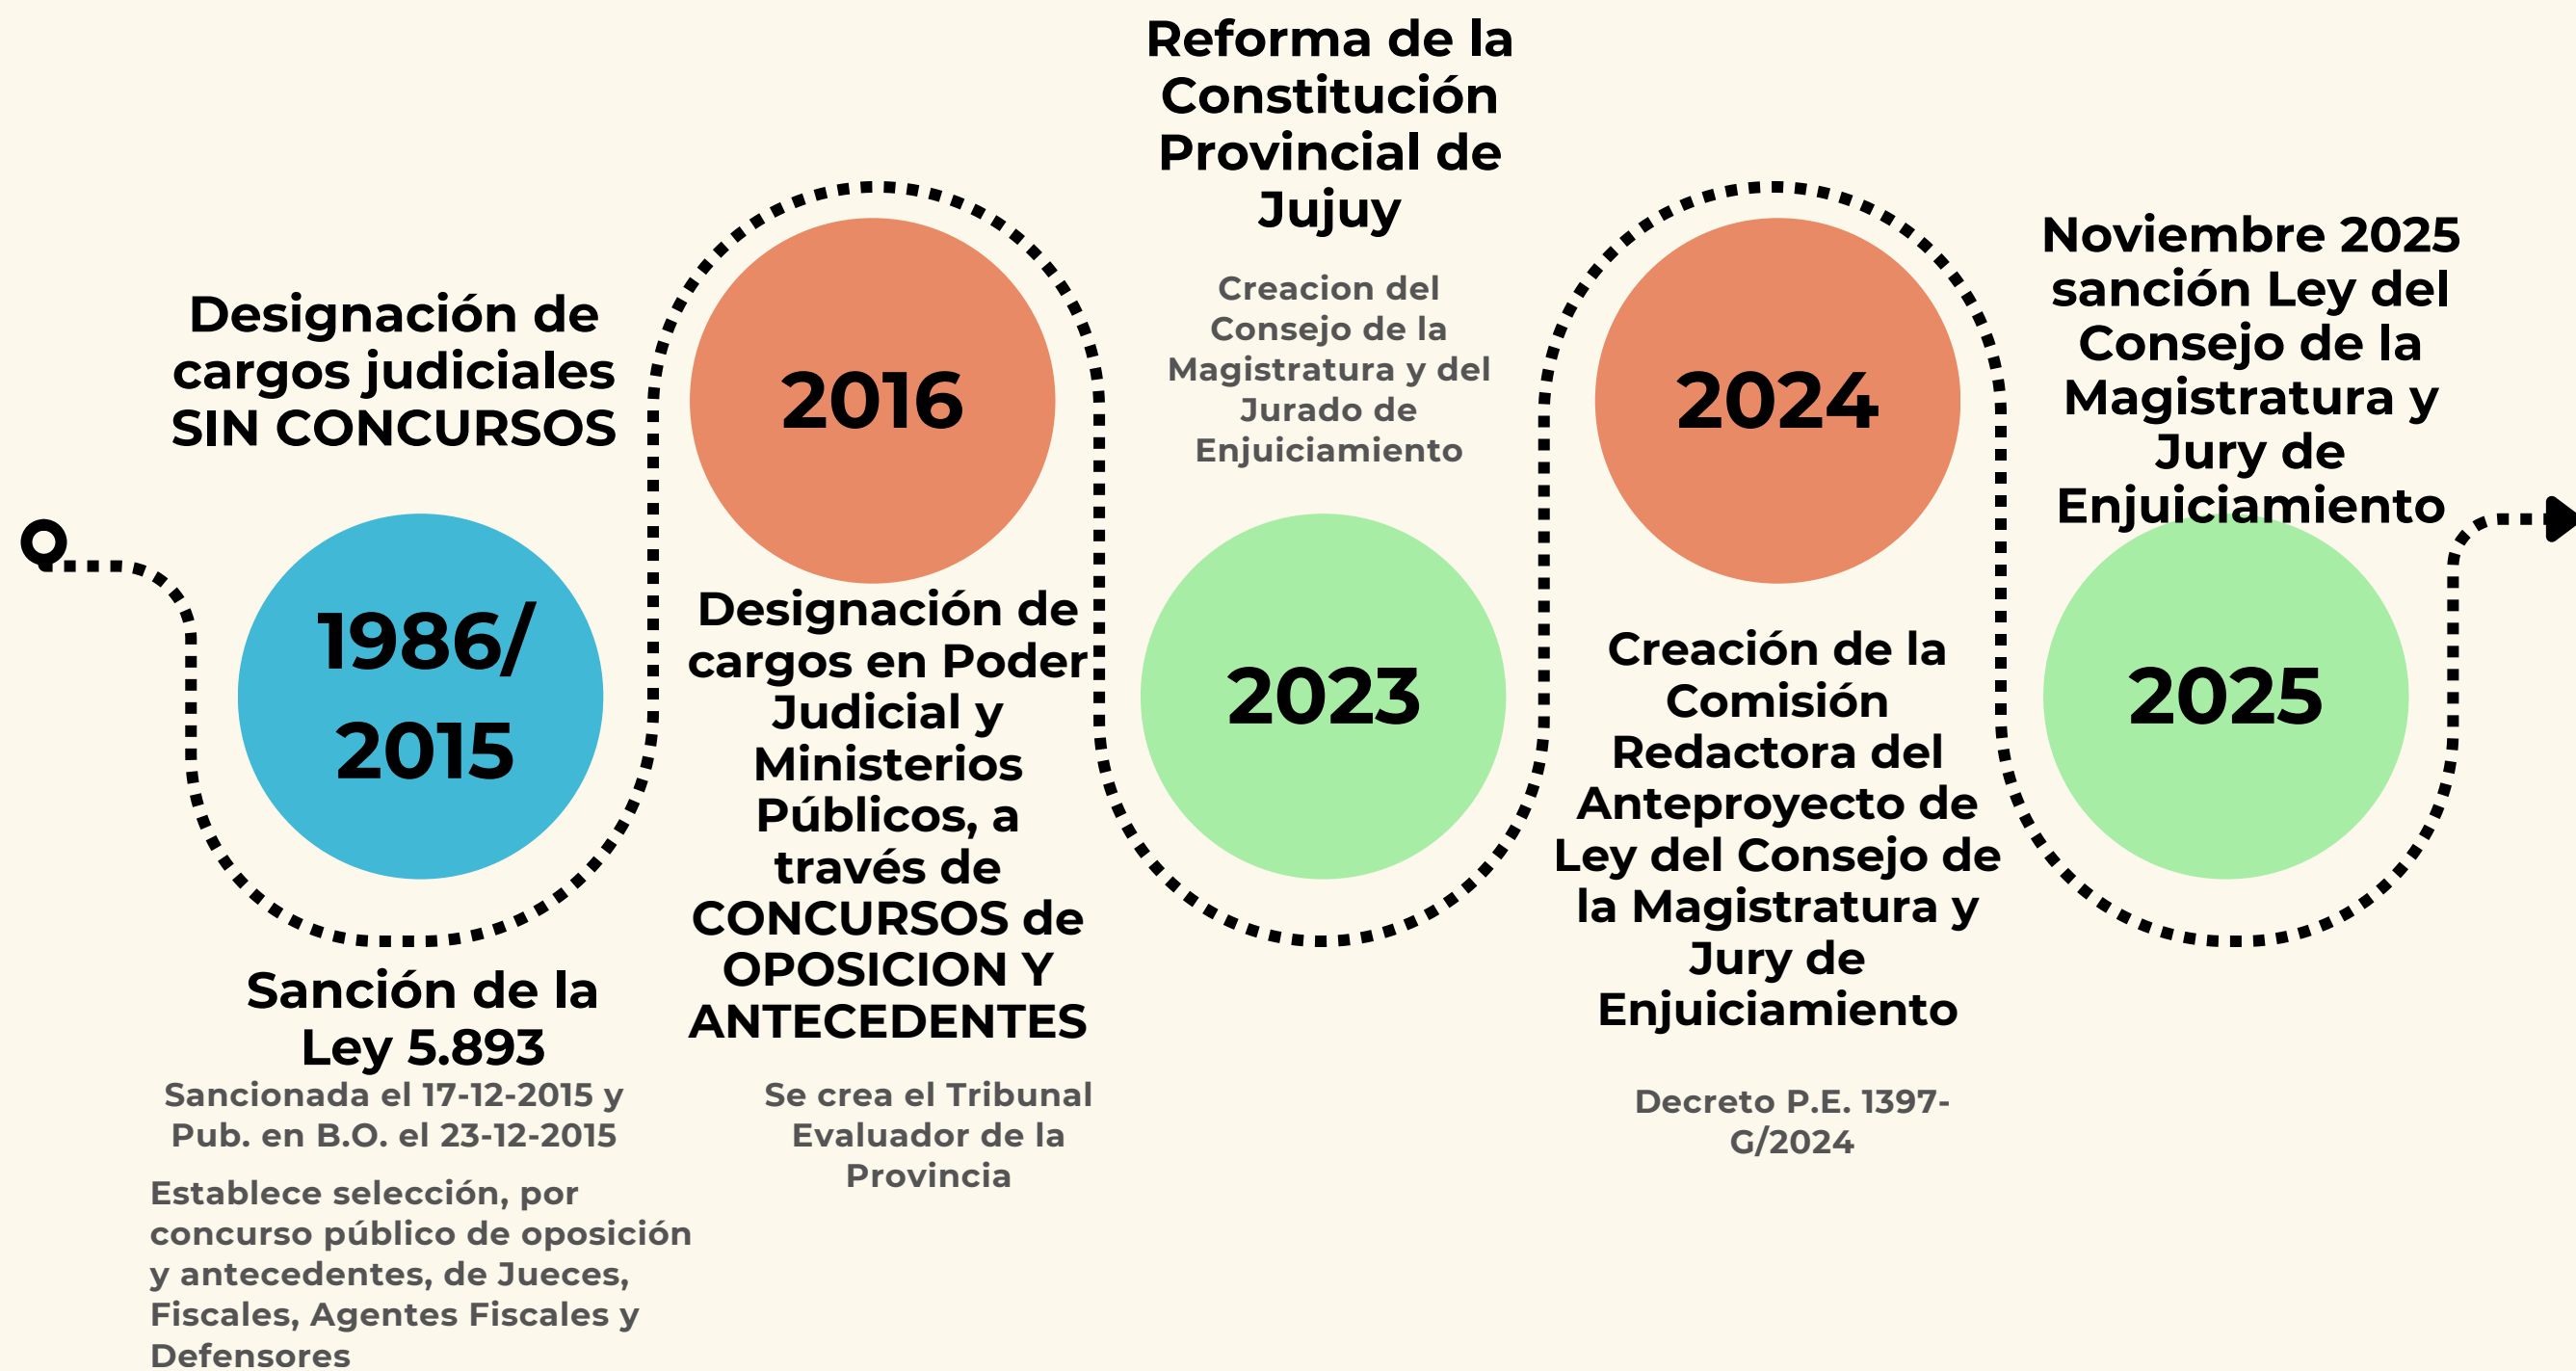 Designación de
cargos judiciales
SIN CONCURSOS
1986/
2015
Sanción de la
Ley 5.893
Sancionada el 17-12-2015 y
Pub. en B.O. el 23-12-2015
Establece selección, por
concurso público de oposición
y antecedentes, de Jueces,
Fiscales, Agentes Fiscales y
Defensores
2016
Designación de
cargos en Poder
Judicial y
Ministerios
Públicos, a
través de
CONCURSOS de
OPOSICION Y
ANTECEDENTES
Se crea el Tribunal
Evaluador de la
Provincia
Reforma de la
Constitución
Provincial de
Jujuy
Creacion del
Consejo de la
Magistratura y del
Jurado de
Enjuiciamiento
2023
2024
Creación de la
Comisión
Redactora del
Anteproyecto de
Ley del Consejo de
la Magistratura y
Jury de
Enjuiciamiento
Decreto P.E. 1397-
G/2024
Noviembre 2025
sanción Ley del
Consejo de la
Magistratura y
Jury de
Enjuiciamiento
2025